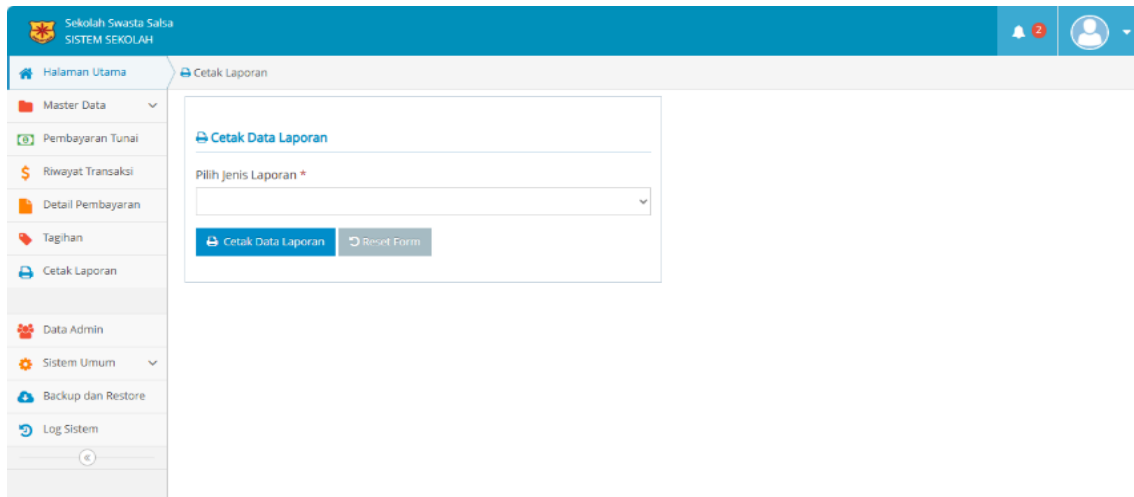 Sekolah Swasta Salsa
SISTEM SEKOLAH
2
Halaman Utama
Cetak Laporan
Master Data
Pembayaran Tunai
Riwayat Transaksi
Detail Pembayaran
Tagihan
Cetak Laporan
Data Admin
Sistem Umum
Backup dan Restore
Log Sistem
Cetak Data Laporan
Pilih Jenis Laporan *
Cetak Data Laporan
Reset Form